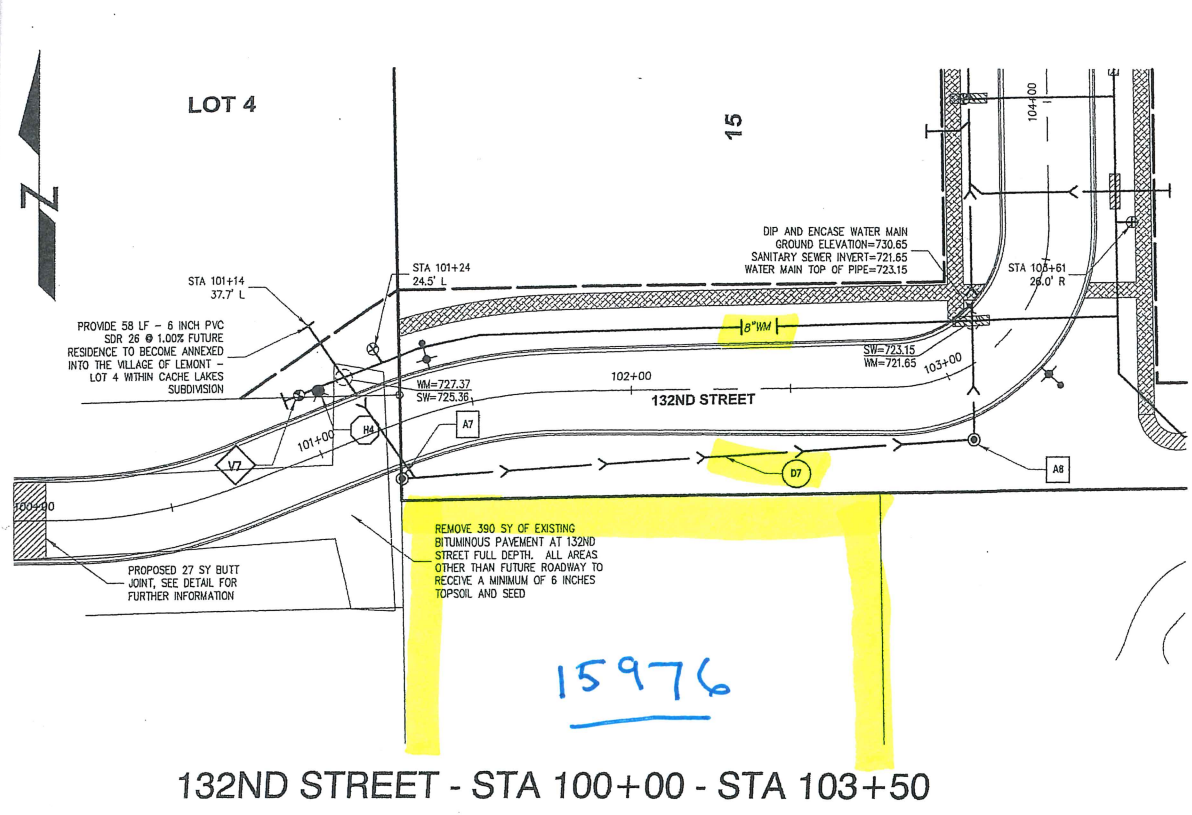 LOT 4
15
104+00
N
DIP AND ENCASE WATER MAIN
GROUND ELEVATION=730.65
SANITARY SEWER INVERT=721.65
WATER MAIN TOP OF PIPE=723.15
STA 101+14
37.7' L
STA 101+24
24.5' L
STA 103+61
26.0' R
PROVIDE 58 LF - 6 INCH PVC
SDR 26 @ 1.00% FUTURE
RESIDENCE TO BECOME ANNEXED
INTO THE VILLAGE OF LEMONT -
LOT 4 WITHIN CACHE LAKES
SUBDIVISION
8"WM
SW=723.15
WM=721.65
103+00
WM=727.37
SW=725.36
102+00
132ND STREET
101+00
H4
A7
V7
D7
A8
100+00
PROPOSED 27 SY BUTT
JOINT, SEE DETAIL FOR
FURTHER INFORMATION
REMOVE 390 SY OF EXISTING
BITUMINOUS PAVEMENT AT 132ND
STREET FULL DEPTH. ALL AREAS
OTHER THAN FUTURE ROADWAY TO
RECEIVE A MINIMUM OF 6 INCHES
TOPSOIL AND SEED
15976
132ND STREET - STA 100+00 - STA 103+50